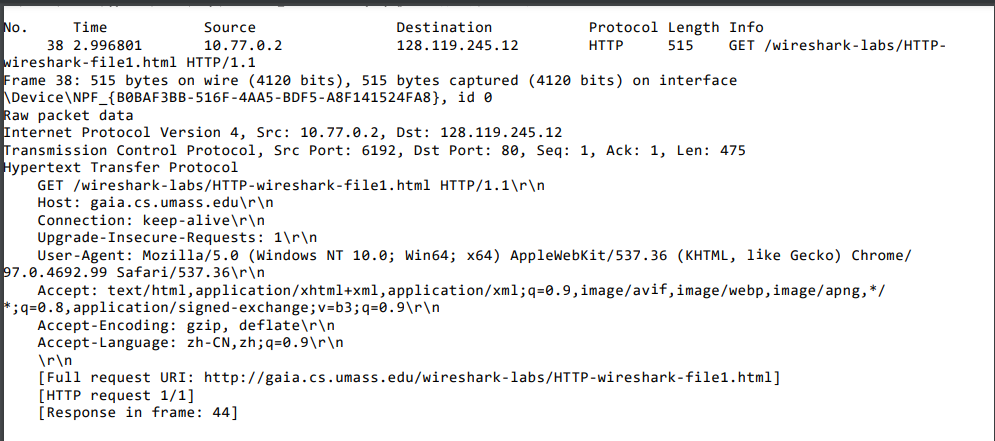 No. Time Source Destination Protocol Length Info
38 2.996801 10.77.0.2 128.119.245.12 HTTP 515 GET /wireshark-labs/HTTP-
wireshark-file1.html HTTP/1.1
Frame 38: 515 bytes on wire (4120 bits), 515 bytes captured (4120 bits) on interface
\Device\NPF_{B0BAF3BB-516F-4AA5-BDF5-A8F141524FA8}, id 0
Raw packet data
Internet Protocol Version 4, Src: 10.77.0.2, Dst: 128.119.245.12
Transmission Control Protocol, Src Port: 6192, Dst Port: 80, Seq: 1, Ack: 1, Len: 475
Hypertext Transfer Protocol
GET /wireshark-labs/HTTP-wireshark-file1.html HTTP/1.1\r\n
Host: gaia.cs.umass.edu\r\n
Connection: keep-alive\r\n
Upgrade-Insecure-Requests: 1\r\n
User-Agent: Mozilla/5.0 (Windows NT 10.0; Win64; x64) AppleWebKit/537.36 (KHTML, like Gecko) Chrome/
97.0.4692.99 Safari/537.36\r\n
Accept: text/html,application/xhtml+xml,application/xml;q=0.9,image/avif,image/webp,image/apng,*/
*;q=0.8,application/signed-exchange;v=b3;q=0.9\r\n
Accept-Encoding: gzip, deflate\r\n
Accept-Language: zh-CN,zh;q=0.9\r\n
\r\n
[Full request URI: http://gaia.cs.umass.edu/wireshark-labs/HTTP-wireshark-file1.html]
[HTTP request 1/1]
[Response in frame: 44]